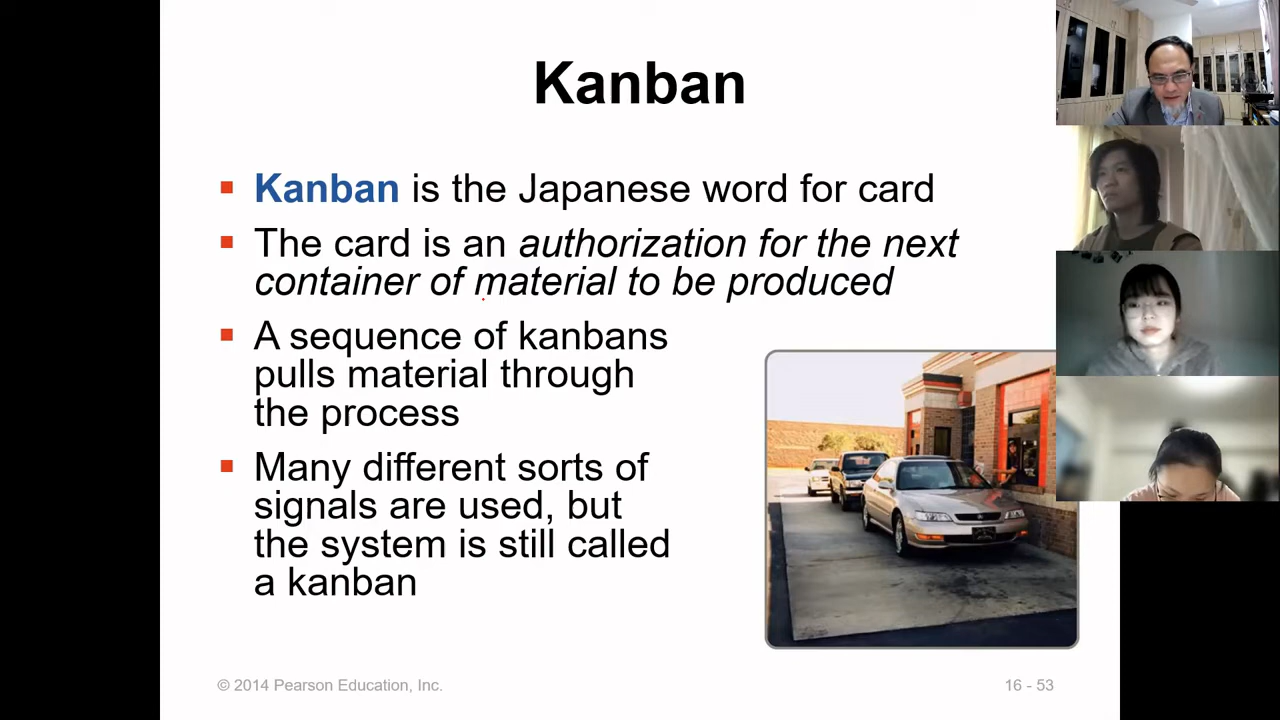 Kanban
Kanban is the Japanese word for card
The card is an authorization for the next
container of material to be produced
A sequence of kanbans
pulls material through
the process
Many different sorts of
signals are used, but
the system is still called
a kanban
© 2014 Pearson Education, Inc.
16 - 53